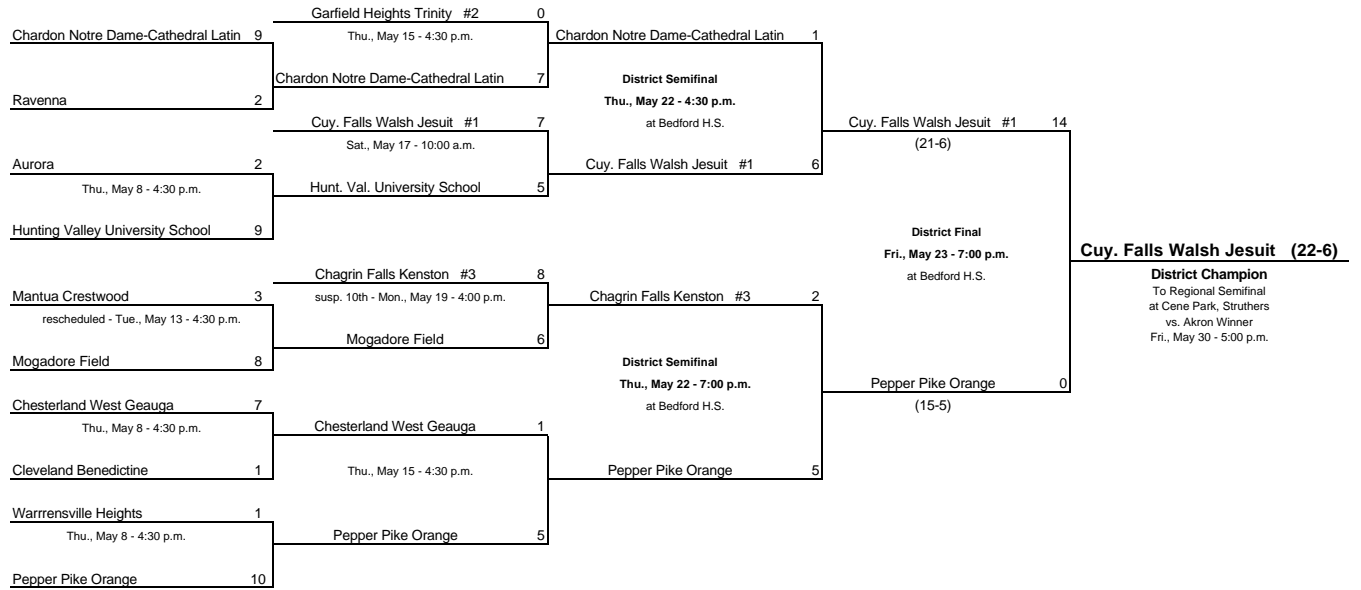 Garfield Heights Trinity #2 0
Chardon Notre Dame-Cathedral Latin 9
Thu., May 15 - 4:30 p.m.
Chardon Notre Dame-Cathedral Latin 1
Chardon Notre Dame-Cathedral Latin 7
District Semifinal
Ravenna 2
Thu., May 22 - 4:30 p.m.
Cuy. Falls Walsh Jesuit #1 7
at Bedford H.S.
Cuy. Falls Walsh Jesuit #1 14
Sat., May 17 - 10:00 a.m.
(21-6)
Aurora 2
Cuy. Falls Walsh Jesuit #1 6
Thu., May 8 - 4:30 p.m.
Hunt. Val. University School 5
Hunting Valley University School 9
District Final
Fri., May 23 - 7:00 p.m.
Cuy. Falls Walsh Jesuit (22-6)
at Bedford H.S.
District Champion
To Regional Semifinal
at Cene Park, Struthers
vs. Akron Winner
Fri., May 30 - 5:00 p.m.
Chagrin Falls Kenston #3 8
Mantua Crestwood 3
susp. 10th - Mon., May 19 - 4:00 p.m.
Chagrin Falls Kenston #3 2
rescheduled - Tue., May 13 - 4:30 p.m.
Mogadore Field 6
Mogadore Field 8
District Semifinal
Thu., May 22 - 7:00 p.m.
Pepper Pike Orange 0
at Bedford H.S.
(15-5)
Chesterland West Geauga 7
Thu., May 8 - 4:30 p.m.
Chesterland West Geauga 1
Cleveland Benedictine 1
Thu., May 15 - 4:30 p.m.
Pepper Pike Orange 5
Warrrensville Heights 1
Thu., May 8 - 4:30 p.m.
Pepper Pike Orange 5
Pepper Pike Orange 10